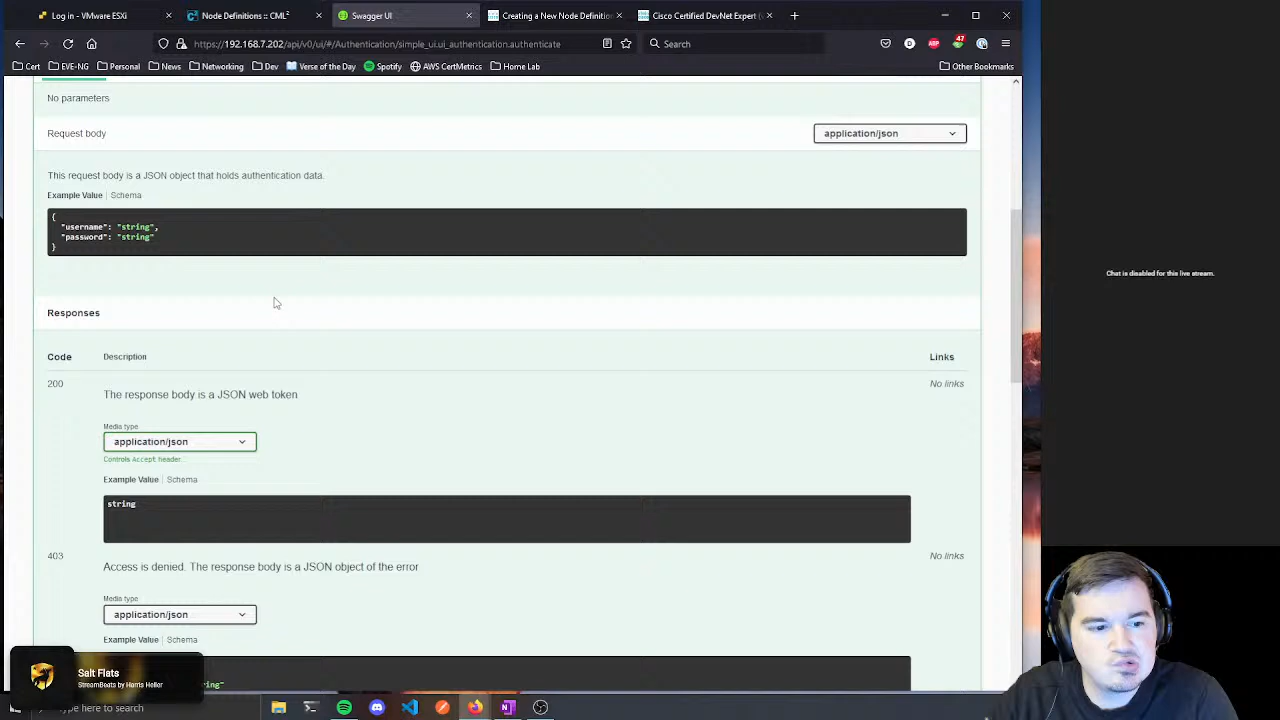 Log in - VMware ESXi
Node Definitions :: CML²
Swagger UI
Creating a New Node Definition
Cisco Certified DevNet Expert (v
https://192.168.7.202/api/v0/ui/#/Authentication/simple_ui.ui_authentication.authenticate
Search
47
Cert
EVE-NG
Personal
News
Networking
Dev
Verse of the Day
Spotify
AWS CertMetrics
Home Lab
Other Bookmarks
No parameters
Request body
application/json
This request body is a JSON object that holds authentication data.
Example Value | Schema
{
"username": "string",
"password": "string"
}
Chat is disabled for this live stream.
Responses
Code
Description
Links
200
The response body is a JSON web token
No links
Media type
application/json
Controls Accept header.
Example Value | Schema
string
403
Access is denied. The response body is a JSON object of the error
No links
Media type
application/json
Example Value | Schema
Salt Flats
StreamBeats by Harris Heller
ring"
here to search